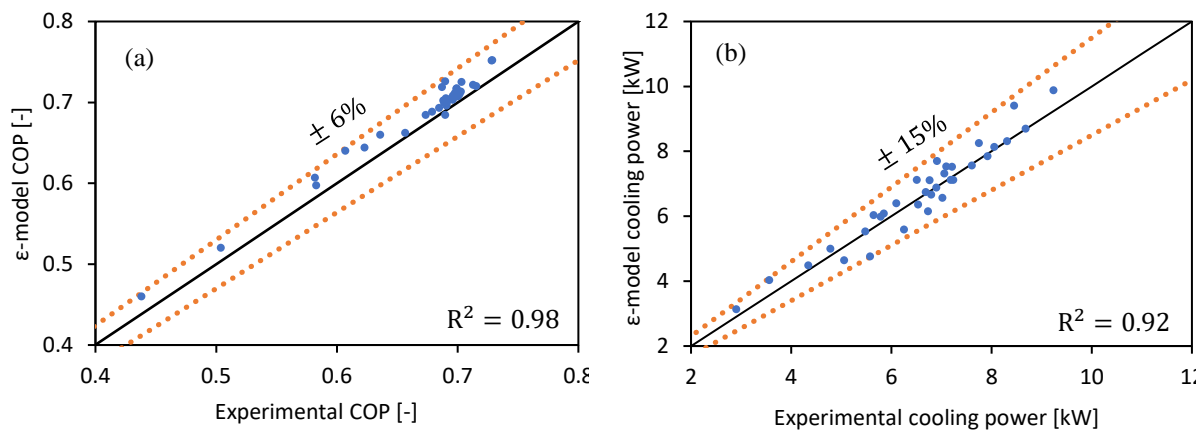 (a)
ε-model COP [-]
0.8
0.7
0.6
0.5
0.4
± 6%
R² = 0.98
0.4 0.5 0.6 0.7 0.8
Experimental COP [-]
(b)
ε-model cooling power [kW]
12
10
8
6
4
2
± 15%
R² = 0.92
2 4 6 8 10 12
Experimental cooling power [kW]